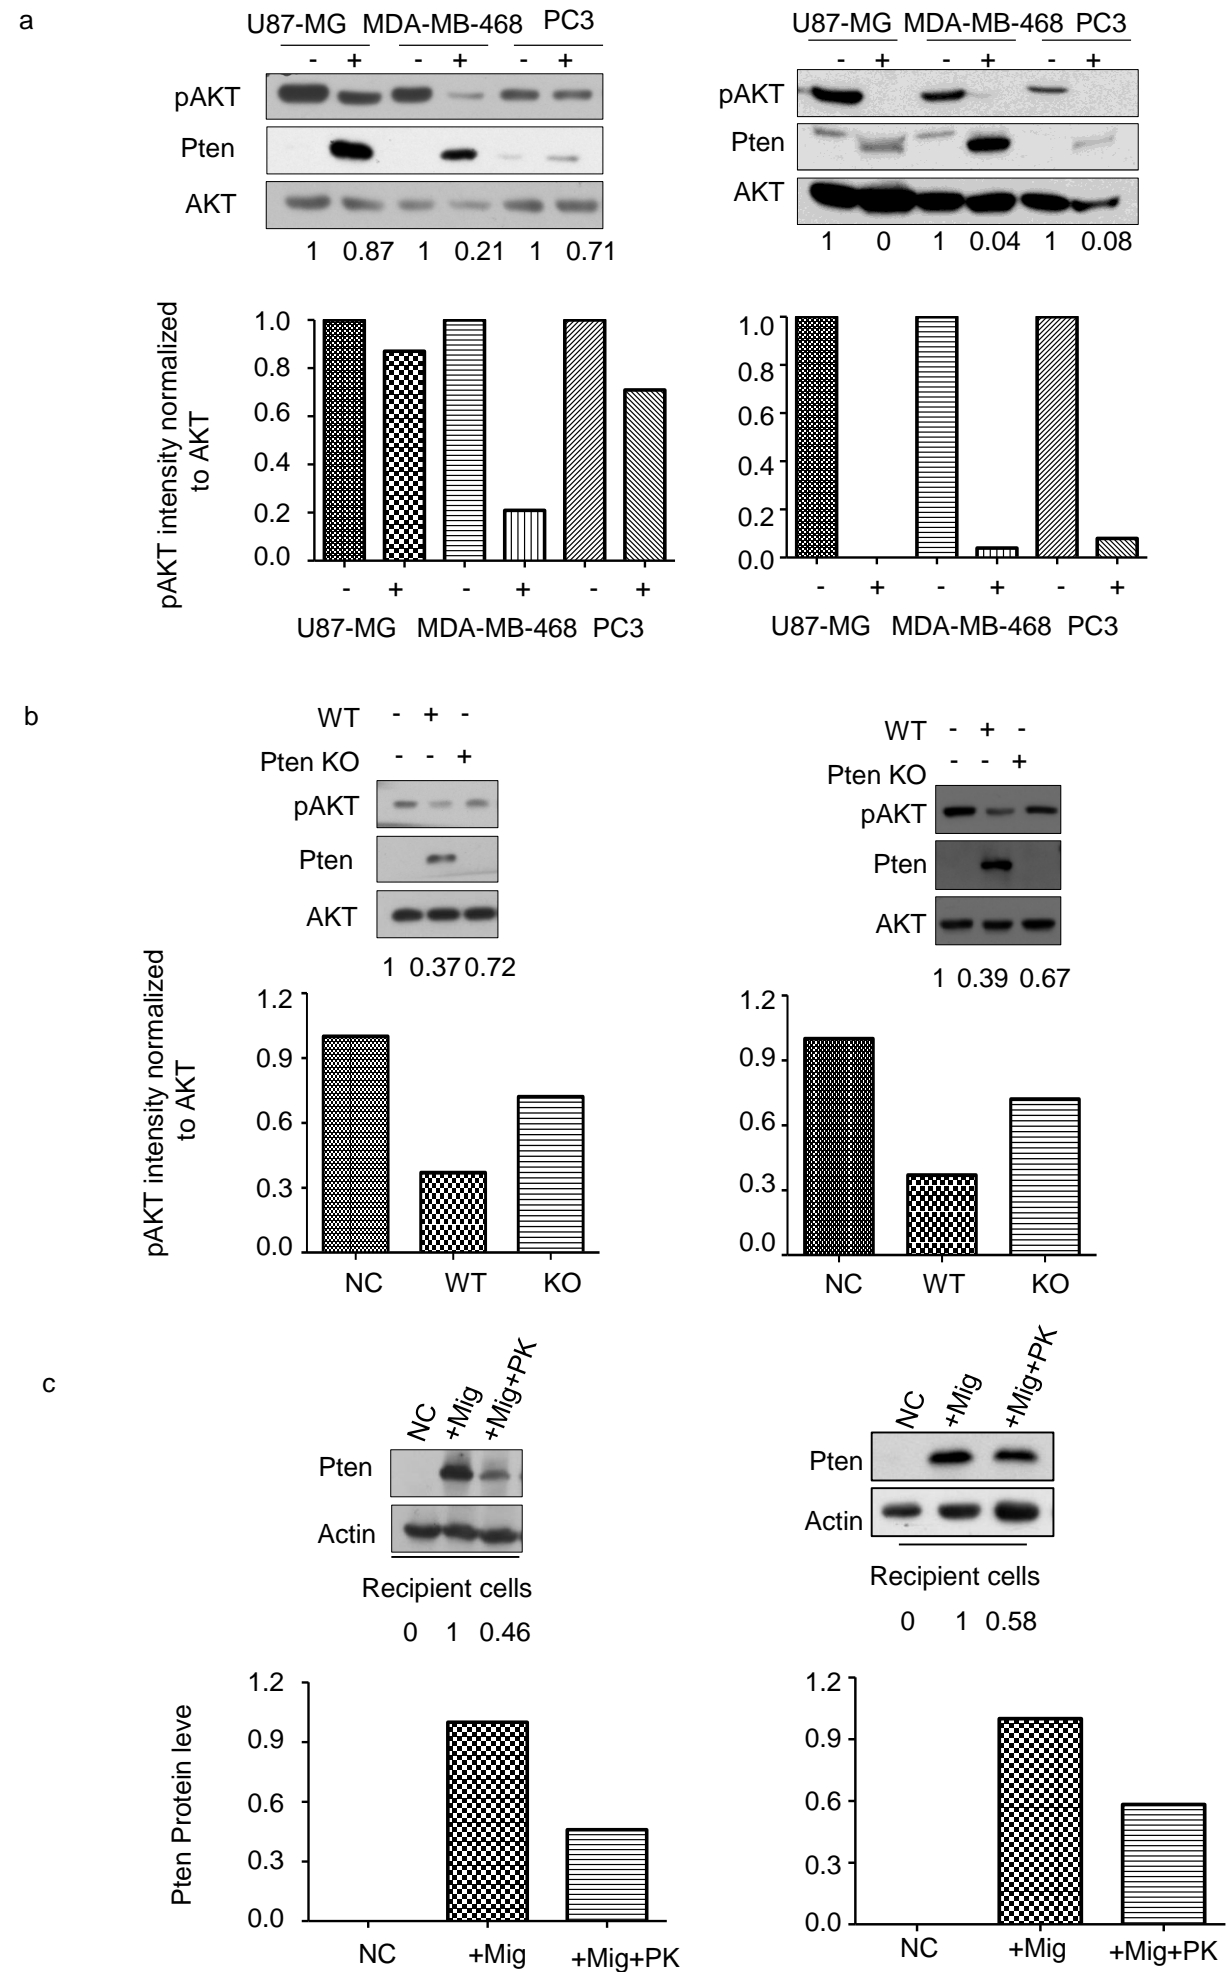 a
U87-MG MDA-MB-468 PC3
- + - + - +
pAKT
Pten
AKT
1 0.87 1 0.21 1 0.71
U87-MG MDA-MB-468 PC3
- + - + - +
pAKT
Pten
AKT
1 0 1 0.04 1 0.08
pAKT intensity normalized
to AKT
1.0
0.8
0.6
0.4
0.2
0.0
- + - + - +
U87-MG MDA-MB-468 PC3
1.0
0.8
0.6
0.4
0.2
0.0
- + - + - +
U87-MG MDA-MB-468 PC3
b
WT - + -
Pten KO - - +
pAKT
Pten
AKT
1 0.37 0.72
WT - + -
Pten KO - - +
pAKT
Pten
AKT
1 0.39 0.67
pAKT intensity normalized
to AKT
1.2
0.9
0.6
0.3
0.0
NC WT KO
1.2
0.9
0.6
0.3
0.0
NC WT KO
c
NC +Mig +Mig+PK
Pten
Actin
Recipient cells
0 1 0.46
NC +Mig +Mig+PK
Pten
Actin
Recipient cells
0 1 0.58
Pten Protein leve
1.2
0.9
0.6
0.3
0.0
NC +Mig +Mig+PK
1.2
0.9
0.6
0.3
0.0
NC +Mig +Mig+PK